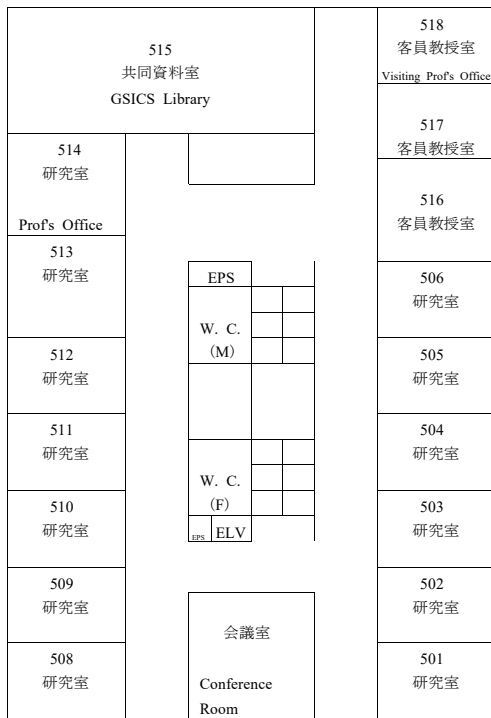 515
共同資料室
GSICS Library
514
研究室
Prof's Office
513
研究室
512
研究室
511
研究室
510
研究室
509
研究室
508
研究室
EPS
W. C.
(M)
W. C.
(F)
EPS ELV
会議室
Conference
Room
518
客員教授室
Visiting Prof's Office
517
客員教授室
516
客員教授室
506
研究室
505
研究室
504
研究室
503
研究室
502
研究室
501
研究室